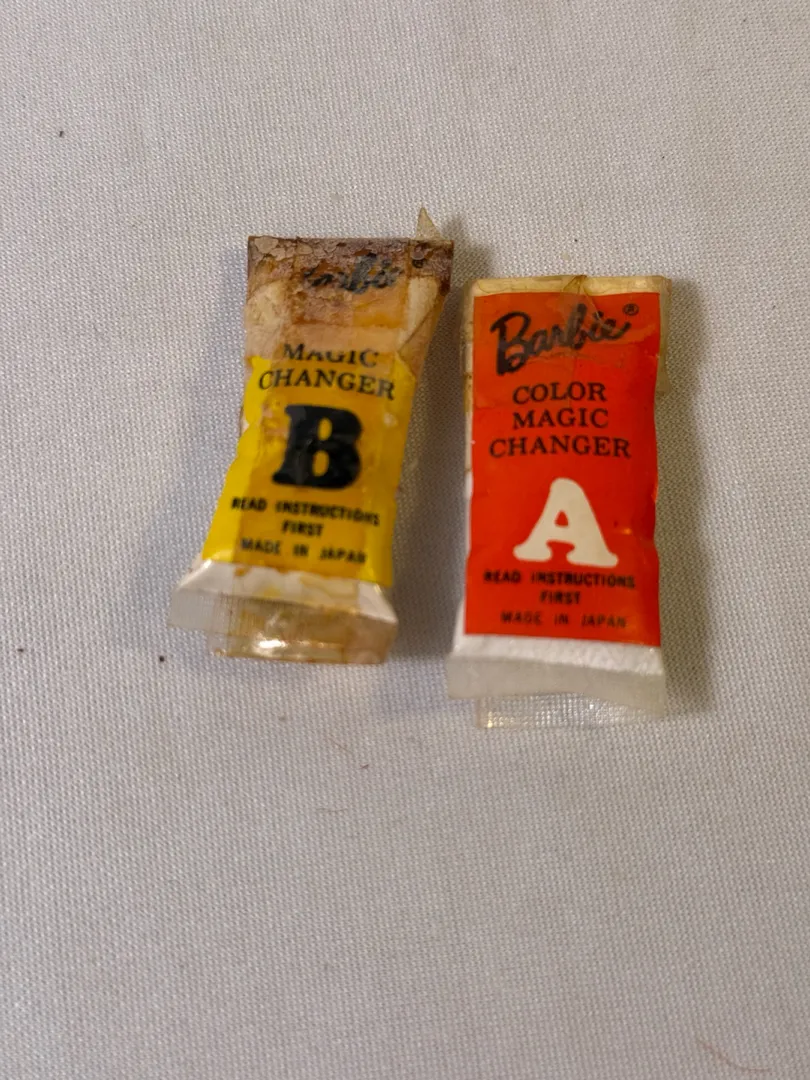 Barbie
MAGIC
CHANGER
B
READ INSTRUCTIONS
FIRST
MADE IN JAPAN
Barbie®
COLOR
MAGIC
CHANGER
A
READ INSTRUCTIONS
FIRST
MADE IN JAPAN